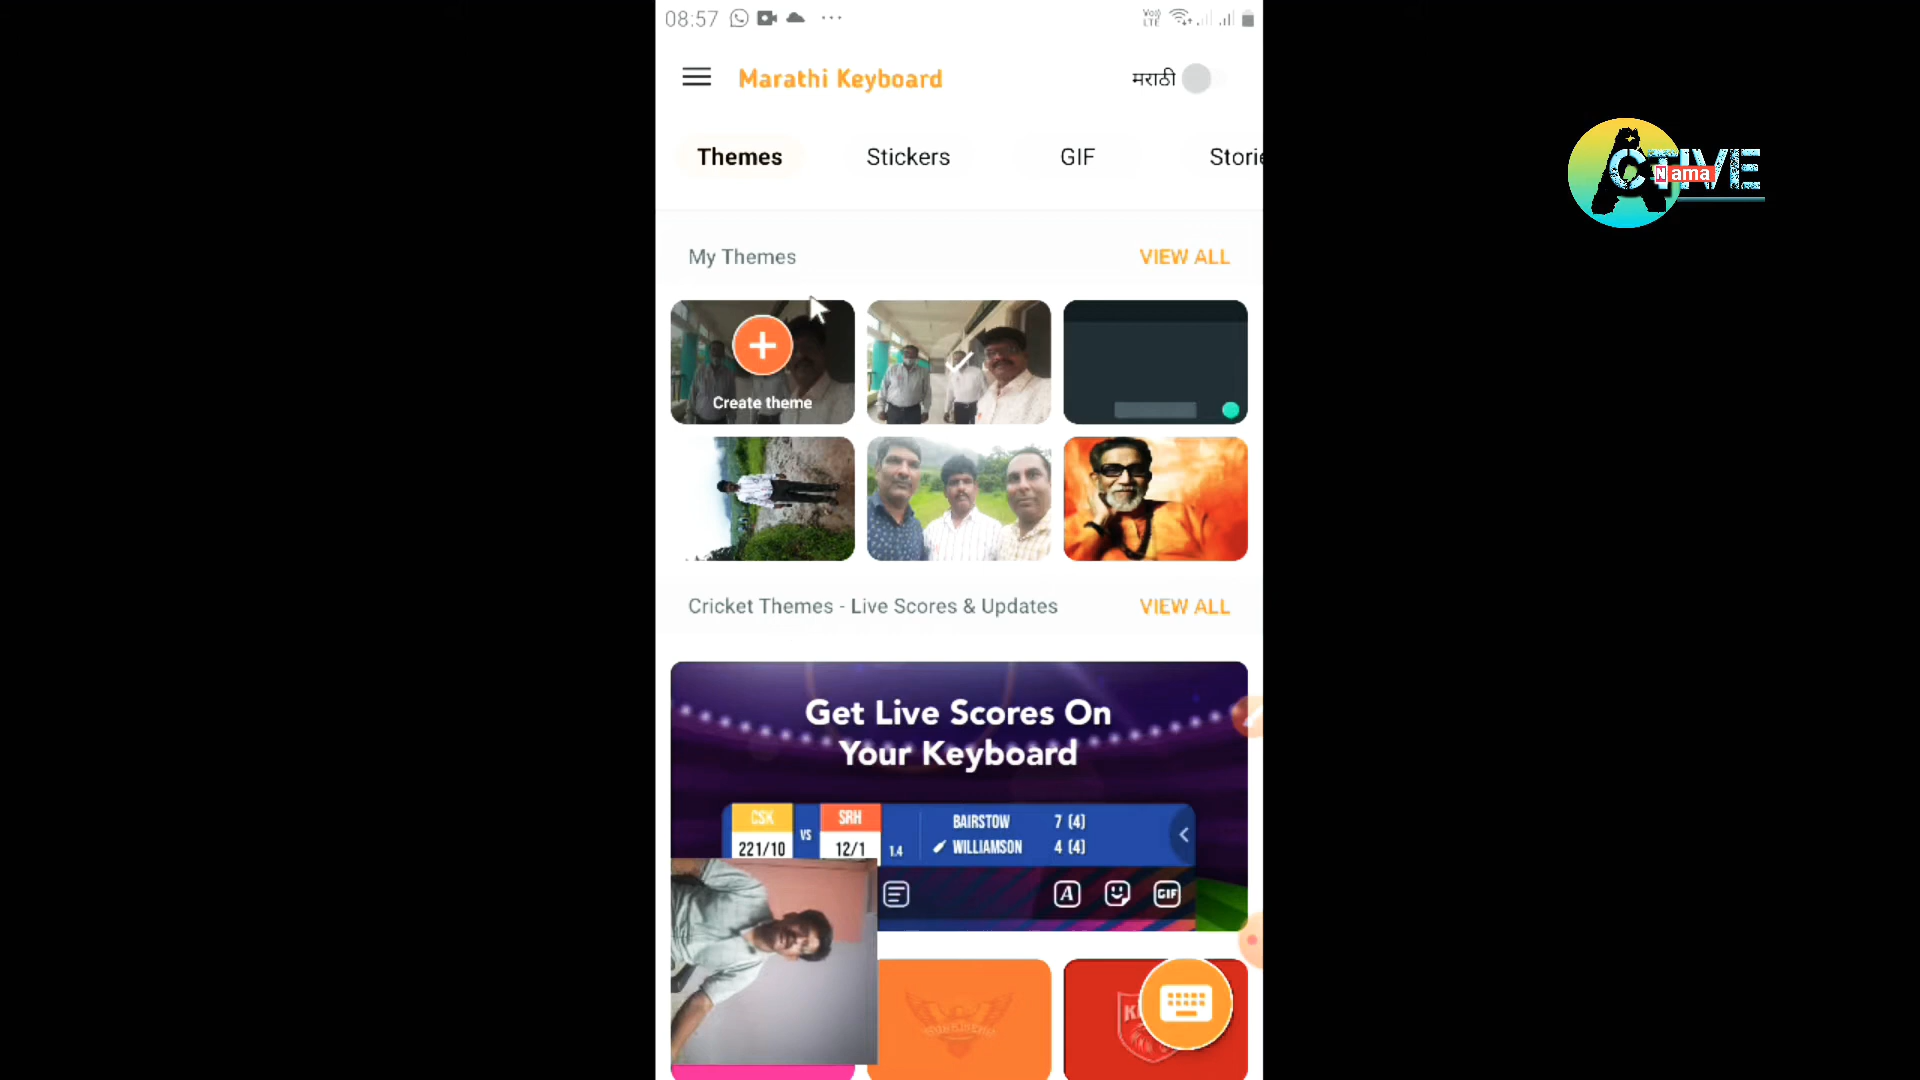 08:57
Marathi Keyboard
मराठी
Themes
Stickers
GIF
Storie
ACTIVE
Nama
My Themes
VIEW ALL
Create theme
Cricket Themes - Live Scores & Updates
VIEW ALL
Get Live Scores On
Your Keyboard
CSK
VS
SRH
221/10
12/1
1.4
BAIRSTOW 7 (4)
WILLIAMSON 4 (4)
A
GIF